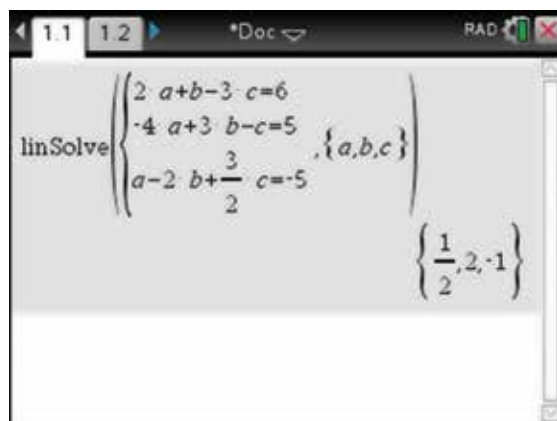 1.1 1.2 *Doc RAD
linSolve({2·a+b−3·c=6
-4·a+3·b−c=5
a−2·b+3/2·c=-5 ,{a,b,c})
{1/2,2,-1}